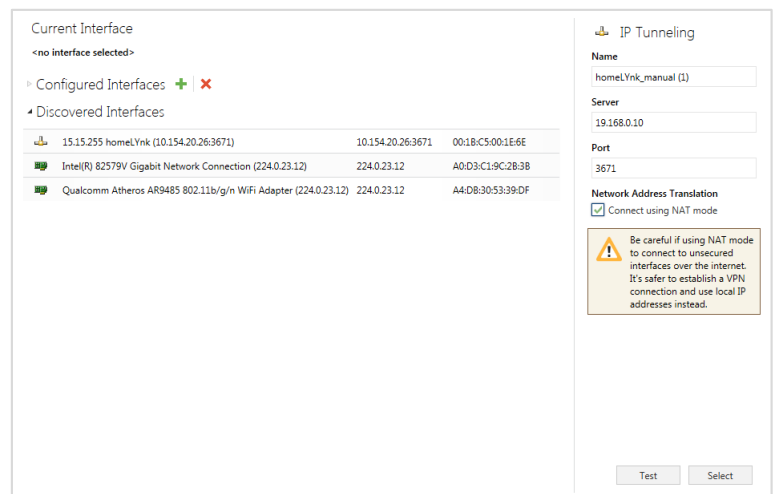 Current Interface
<no interface selected>
Configured Interfaces
Discovered Interfaces
15.15.255 homeLYnk (10.154.20.26:3671) 10.154.20.26:3671 00:1B:C5:00:1E:6E
Intel(R) 82579V Gigabit Network Connection (224.0.23.12) 224.0.23.12 A0:D3:C1:9C:2B:3B
Qualcomm Atheros AR9485 802.11b/g/n WiFi Adapter (224.0.23.12) 224.0.23.12 A4:DB:30:53:39:DF
IP Tunneling
Name
homeLYnk_manual (1)
Server
19.168.0.10
Port
3671
Network Address Translation
Connect using NAT mode
Be careful if using NAT mode
to connect to unsecured
interfaces over the internet.
It's safer to establish a VPN
connection and use local IP
addresses instead.
Test Select